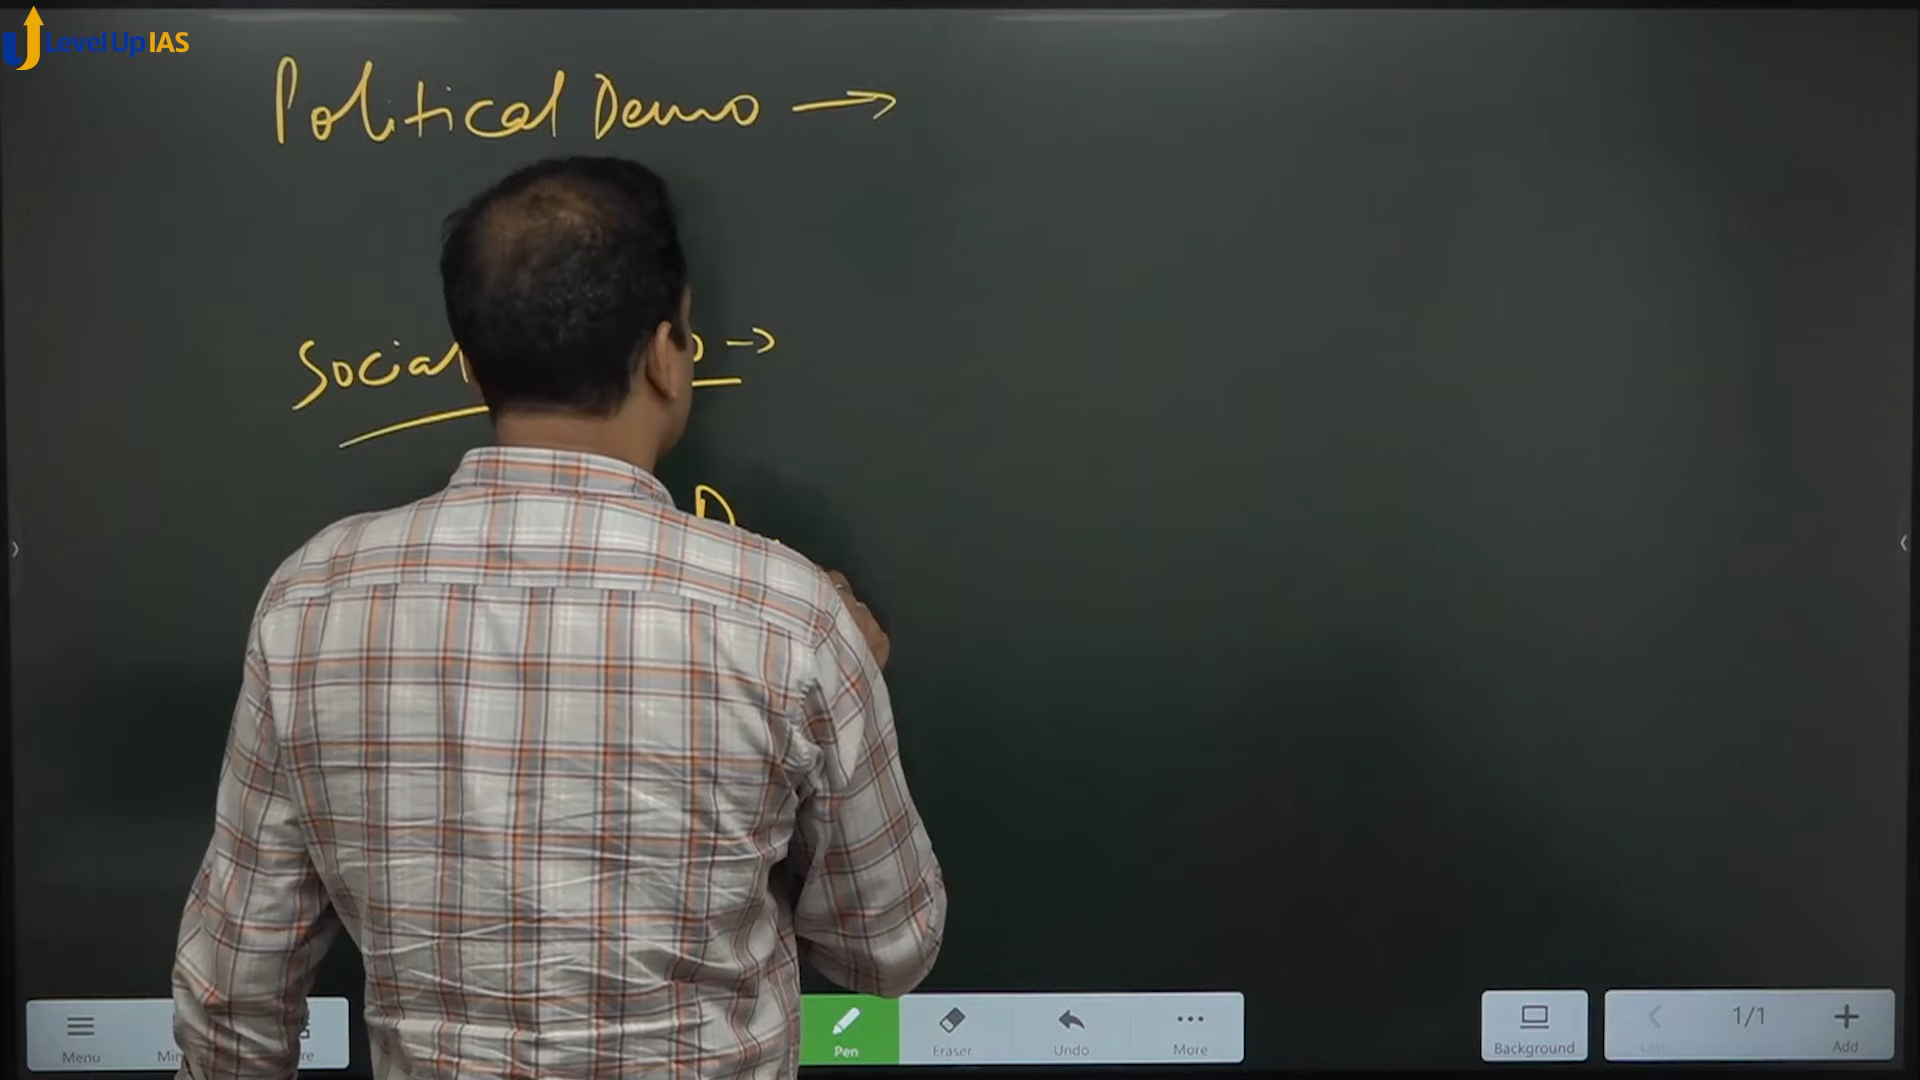 Level Up IAS
Political Demo →
Social →
D
Menu
Pen
Eraser
Undo
More
Background
1/1
Add